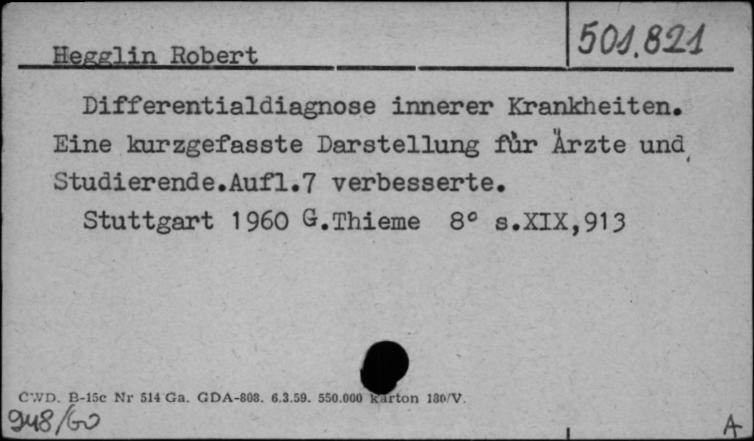 501.821
Hegglin Robert
Differentialdiagnose innerer Krankheiten.
Eine kurzgefasste Darstellung für Ärzte und
Studierende.Aufl.7 verbesserte.
Stuttgart 1960 G.Thieme 8° s.XIX,913
CWD. B-15c Nr 514 Ga. GDA-808. 6.3.59. 550.000 karton 180/V.
948/60
A